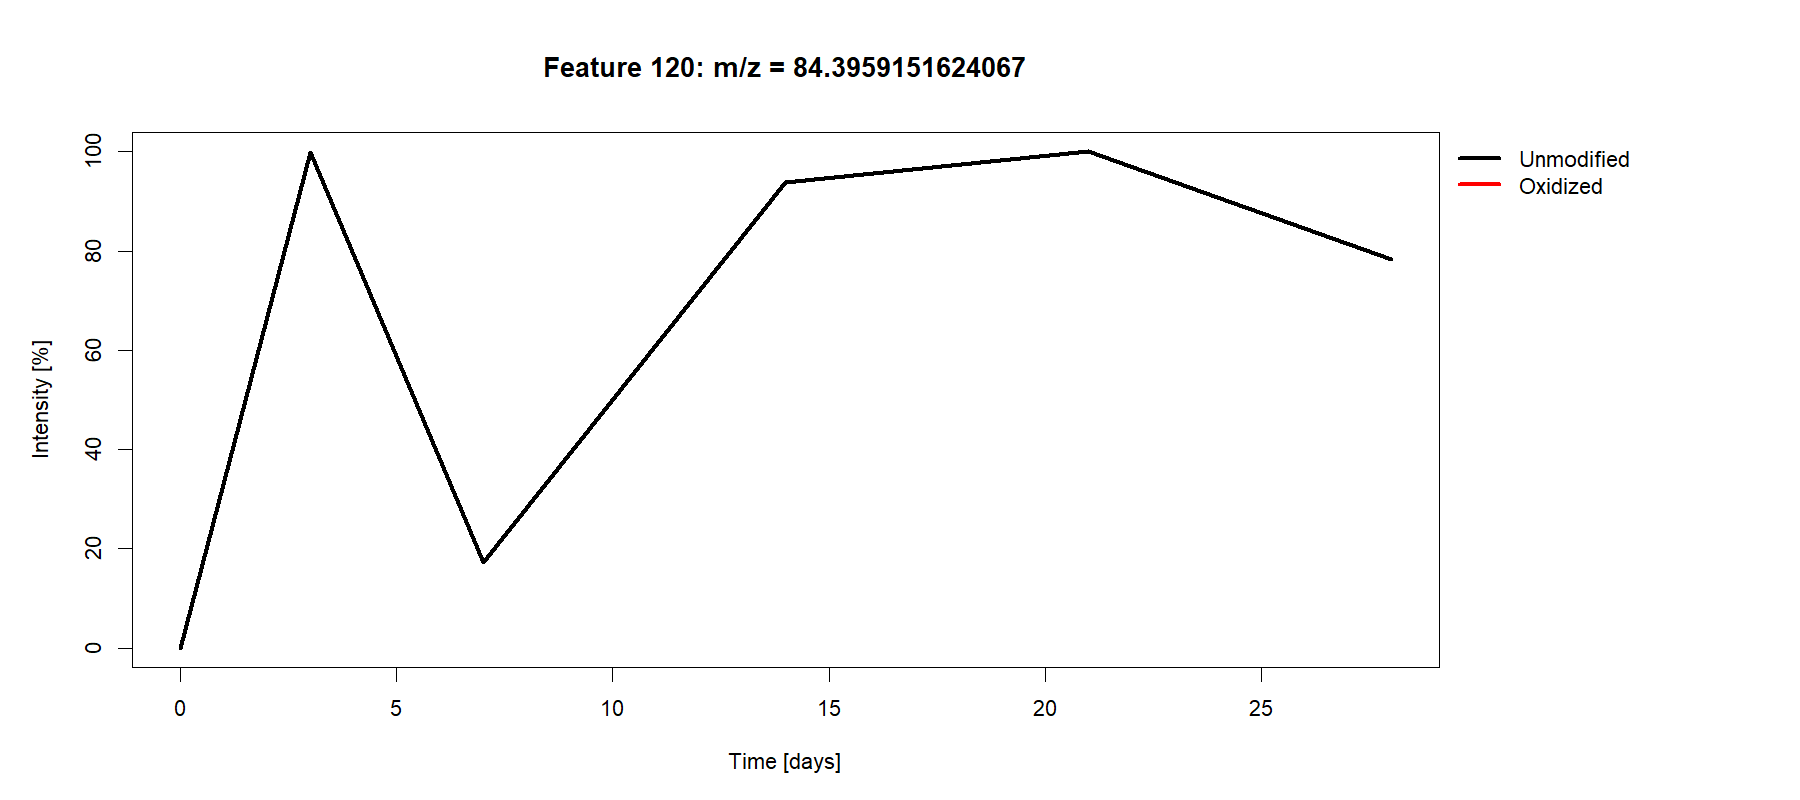 Feature 120: m/z = 84.3959151624067
Unmodified
Oxidized
Intensity [%]
100
80
60
40
20
0
0 5 10 15 20 25
Time [days]